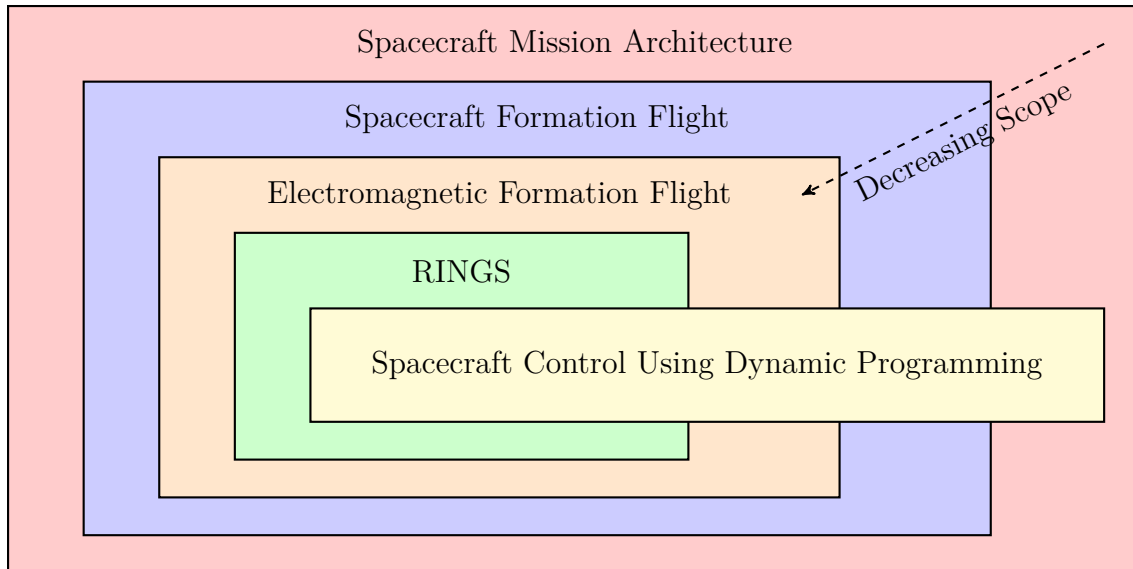 Spacecraft Mission Architecture
Spacecraft Formation Flight
Decreasing Scope
Electromagnetic Formation Flight
RINGS
Spacecraft Control Using Dynamic Programming